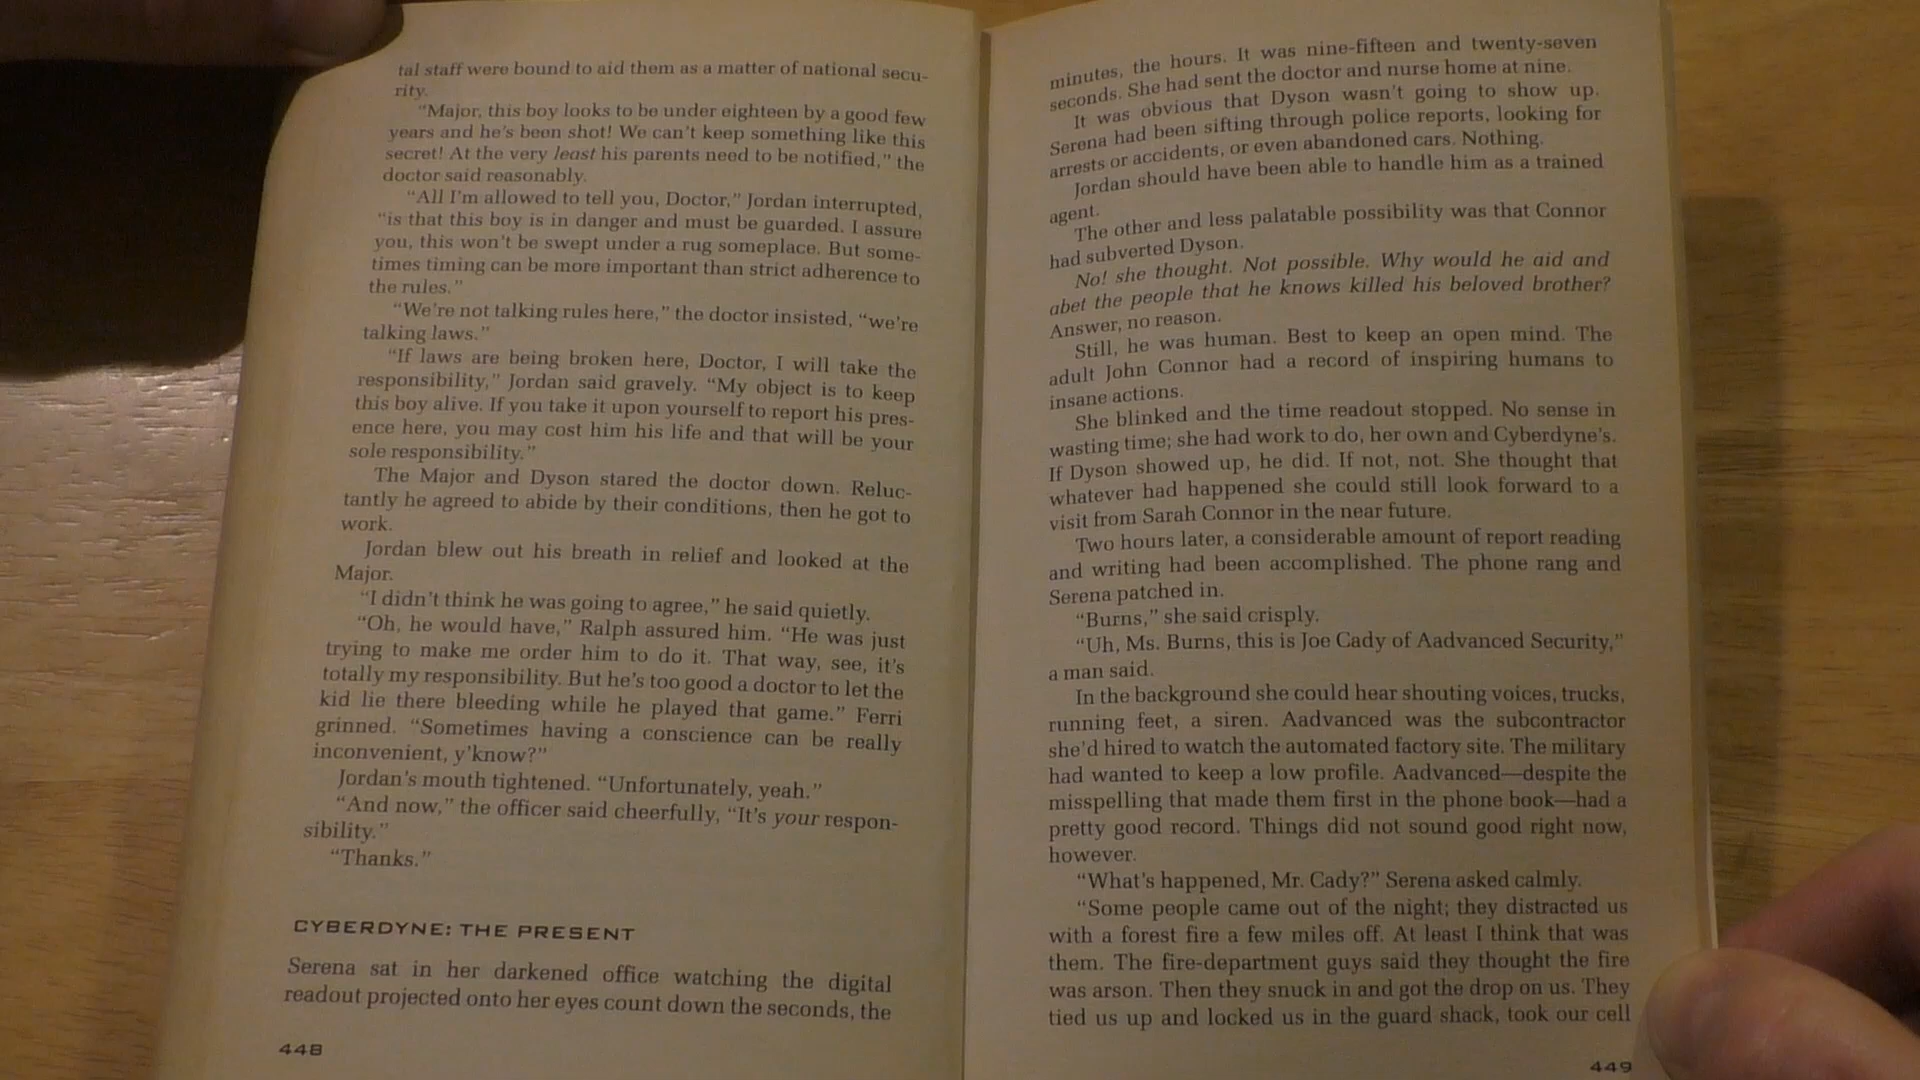 tal staff were bound to aid them as a matter of national secu-
rity.
“Major, this boy looks to be under eighteen by a good few
years and he's been shot! We can't keep something like this
secret! At the very least his parents need to be notified,” the
doctor said reasonably.
“All I'm allowed to tell you, Doctor,” Jordan interrupted,
“is that this boy is in danger and must be guarded. I assure
you, this won't be swept under a rug someplace. But some-
times timing can be more important than strict adherence to
the rules.”
“We're not talking rules here,” the doctor insisted, “we're
talking laws.”
“If laws are being broken here, Doctor, I will take the
responsibility,” Jordan said gravely. “My object is to keep
this boy alive. If you take it upon yourself to report his pres-
ence here, you may cost him his life and that will be your
sole responsibility.”
The Major and Dyson stared the doctor down. Reluc-
tantly he agreed to abide by their conditions, then he got to
work.
Jordan blew out his breath in relief and looked at the
Major.
“I didn't think he was going to agree,” he said quietly.
“Oh, he would have,” Ralph assured him. “He was just
trying to make me order him to do it. That way, see, it's
totally my responsibility. But he's too good a doctor to let the
kid lie there bleeding while he played that game.” Ferri
grinned. “Sometimes having a conscience can be really
inconvenient, y'know?”
Jordan's mouth tightened. “Unfortunately, yeah.”
“And now,” the officer said cheerfully, “It's your respon-
sibility.”
“Thanks.”
CYBERDYNE: THE PRESENT
Serena sat in her darkened office watching the digital
readout projected onto her eyes count down the seconds, the
448
minutes, the hours. It was nine-fifteen and twenty-seven
seconds. She had sent the doctor and nurse home at nine.
It was obvious that Dyson wasn't going to show up.
Serena had been sifting through police reports, looking for
arrests or accidents, or even abandoned cars. Nothing.
Jordan should have been able to handle him as a trained
agent.
The other and less palatable possibility was that Connor
had subverted Dyson.
No! she thought. Not possible. Why would he aid and
abet the people that he knows killed his beloved brother?
Answer, no reason.
Still, he was human. Best to keep an open mind. The
adult John Connor had a record of inspiring humans to
insane actions.
She blinked and the time readout stopped. No sense in
wasting time; she had work to do, her own and Cyberdyne's.
If Dyson showed up, he did. If not, not. She thought that
whatever had happened she could still look forward to a
visit from Sarah Connor in the near future.
Two hours later, a considerable amount of report reading
and writing had been accomplished. The phone rang and
Serena patched in.
“Burns,” she said crisply.
“Uh, Ms. Burns, this is Joe Cady of Aadvanced Security,”
a man said.
In the background she could hear shouting voices, trucks,
running feet, a siren. Aadvanced was the subcontractor
she'd hired to watch the automated factory site. The military
had wanted to keep a low profile. Aadvanced—despite the
misspelling that made them first in the phone book—had a
pretty good record. Things did not sound good right now,
however.
“What's happened, Mr. Cady?” Serena asked calmly.
“Some people came out of the night; they distracted us
with a forest fire a few miles off. At least I think that was
them. The fire-department guys said they thought the fire
was arson. Then they snuck in and got the drop on us. They
tied us up and locked us in the guard shack, took our cell
449